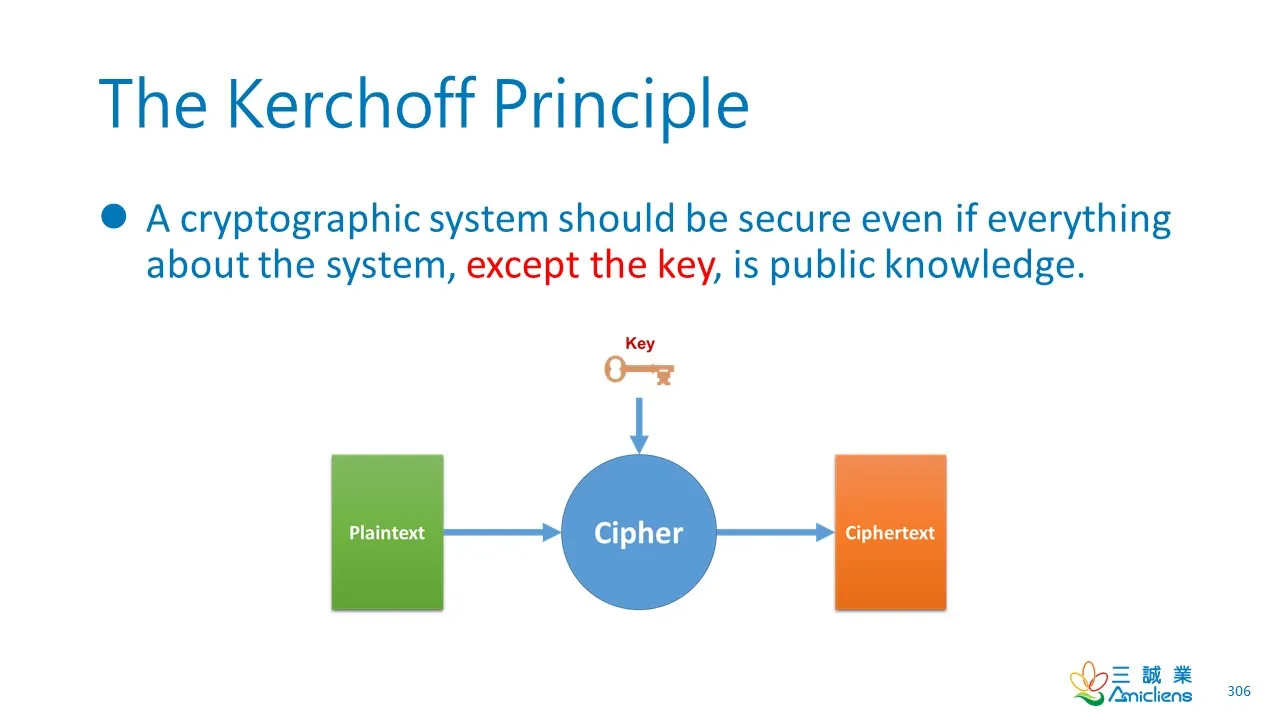 The Kerchoff Principle
● A cryptographic system should be secure even if everything
about the system, except the key, is public knowledge.
Key
Plaintext
Cipher
Ciphertext
三誠業
Amicliens
306